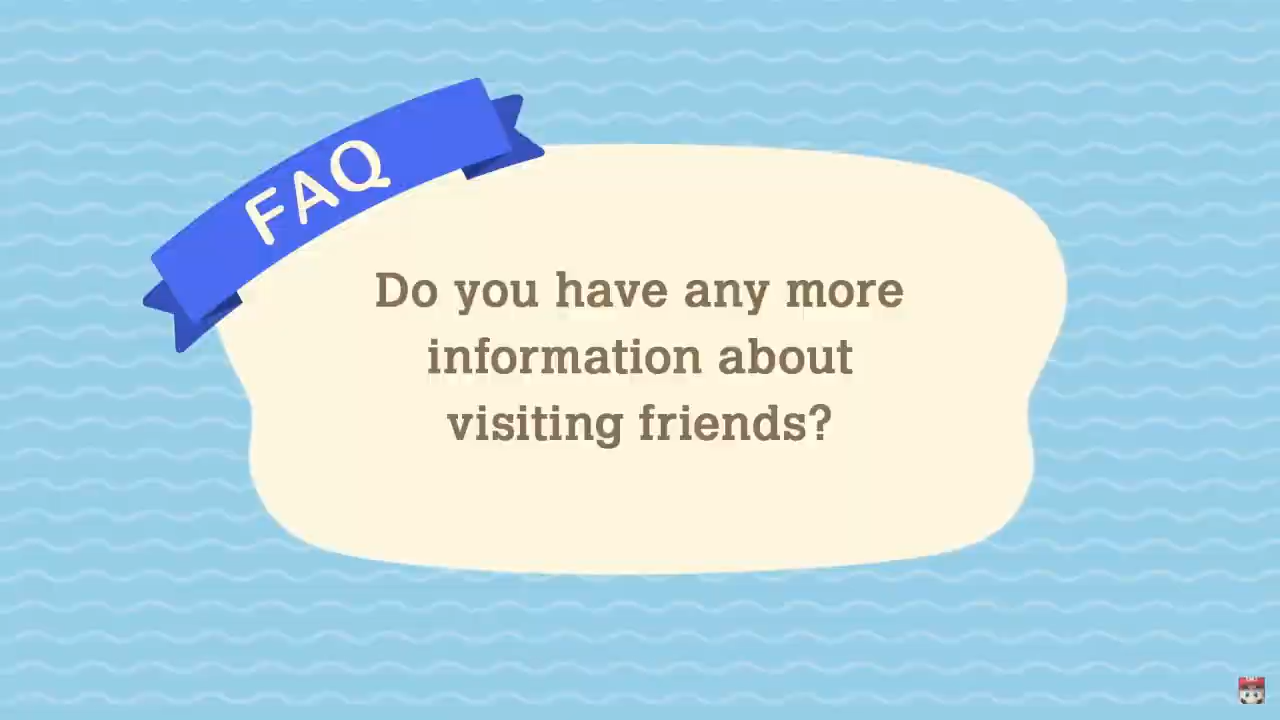 FAQ
Do you have any more
information about
visiting friends?